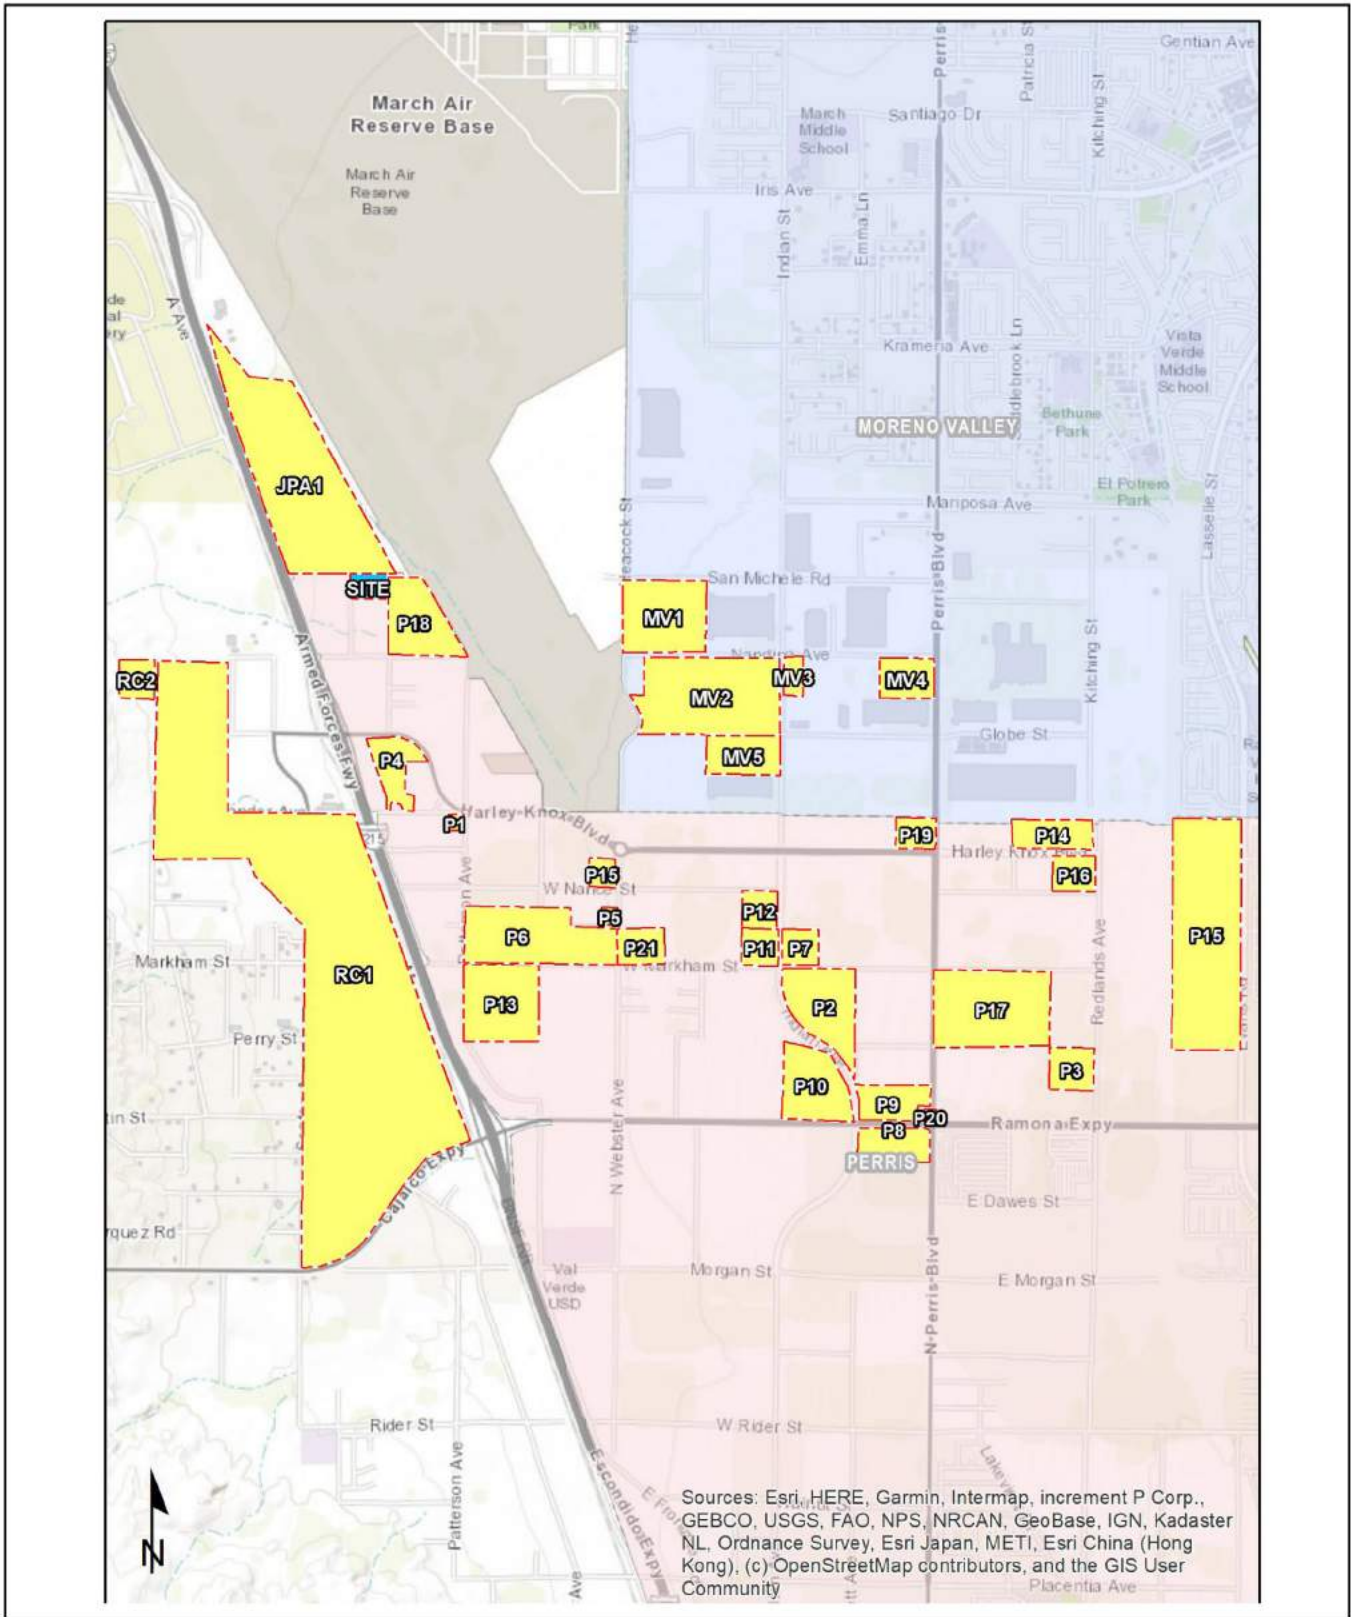 Park
Gentian Ave
Patricia St
Perris
Kitching St
March Air
Reserve Base
March
Middle
School
Santiago Dr
March Air
Reserve
Base
Iris Ave
Indian St
Emma Ln
A Ave
Krameria Ave
Vista
Verde
Middle
School
MORENO VALLEY
Bethune
Park
JPA1
El Potrero
Park
Mariposa Ave
Lasselle St
Perris Blvd
San Michele Rd
SITE
P18
MV1
Kitching St
Armed Forces Fwy
Nandina Ave
RC2
MV3
MV4
MV2
Globe St
P4
MV5
Harley Knox Blvd
P1
215
P19
P14
Harley Knox Blvd
P15
W Nance St
P16
P12
P5
P6
P21
P11
P7
P15
Redlands Ave
Markham St
W Markham St
RC1
P13
P2
P17
Perry St
P3
P10
P9
P20
P8
Ramona Expy
PERRIS
N Webster Ave
Cajalco Expy
E Dawes St
Val
Verde
USD
Morgan St
E Morgan St
N Perris Blvd
Rider St
W Rider St
Patterson Ave
Escondido Expy
Sources: Esri, HERE, Garmin, Intermap, increment P Corp.,
GEBCO, USGS, FAO, NPS, NRCAN, GeoBase, IGN, Kadaster
NL, Ordnance Survey, Esri Japan, METI, Esri China (Hong
Kong), (c) OpenStreetMap contributors, and the GIS User
Community
Placentia Ave
Ave
N